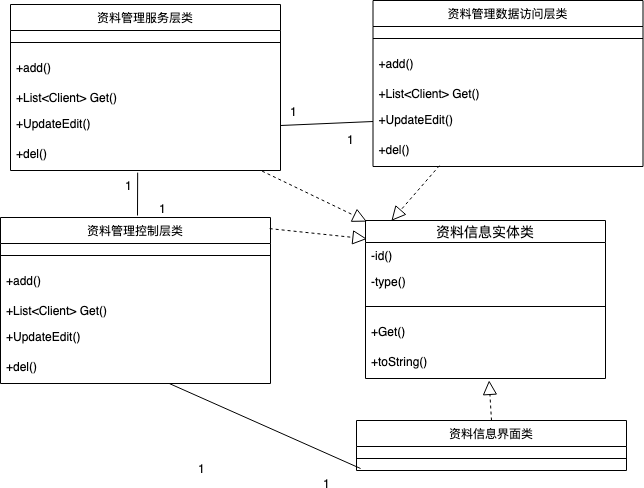 资料管理服务层类
+add()
+List<Client> Get()
+UpdateEdit()
+del()
资料管理数据访问层类
+add()
+List<Client> Get()
+UpdateEdit()
+del()
1
1
1
1
资料管理控制层类
+add()
+List<Client> Get()
+UpdateEdit()
+del()
资料信息实体类
-id()
-type()
+Get()
+toString()
资料信息界面类
1
1